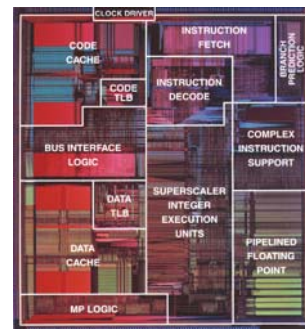 CLOCK DRIVER
CODE
CACHE
CODE
TLB
INSTRUCTION
FETCH
BRANCH
PREDICTION
LOGIC
INSTRUCTION
DECODE
BUS INTERFACE
LOGIC
COMPLEX
INSTRUCTION
SUPPORT
DATA
TLB
SUPERSCALER
INTEGER
EXECUTION
UNITS
DATA
CACHE
PIPELINED
FLOATING
POINT
MP LOGIC